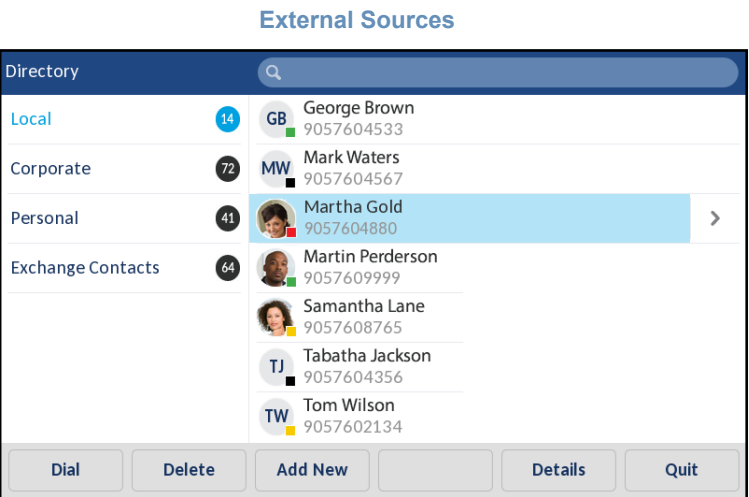 External Sources
Directory
Local 14
Corporate 72
Personal 41
Exchange Contacts 64
GB George Brown
9057604533
MW Mark Waters
9057604567
Martha Gold
9057604880
Martin Perderson
9057609999
Samantha Lane
9057608765
TJ Tabatha Jackson
9057604356
TW Tom Wilson
9057602134
Dial Delete Add New Details Quit